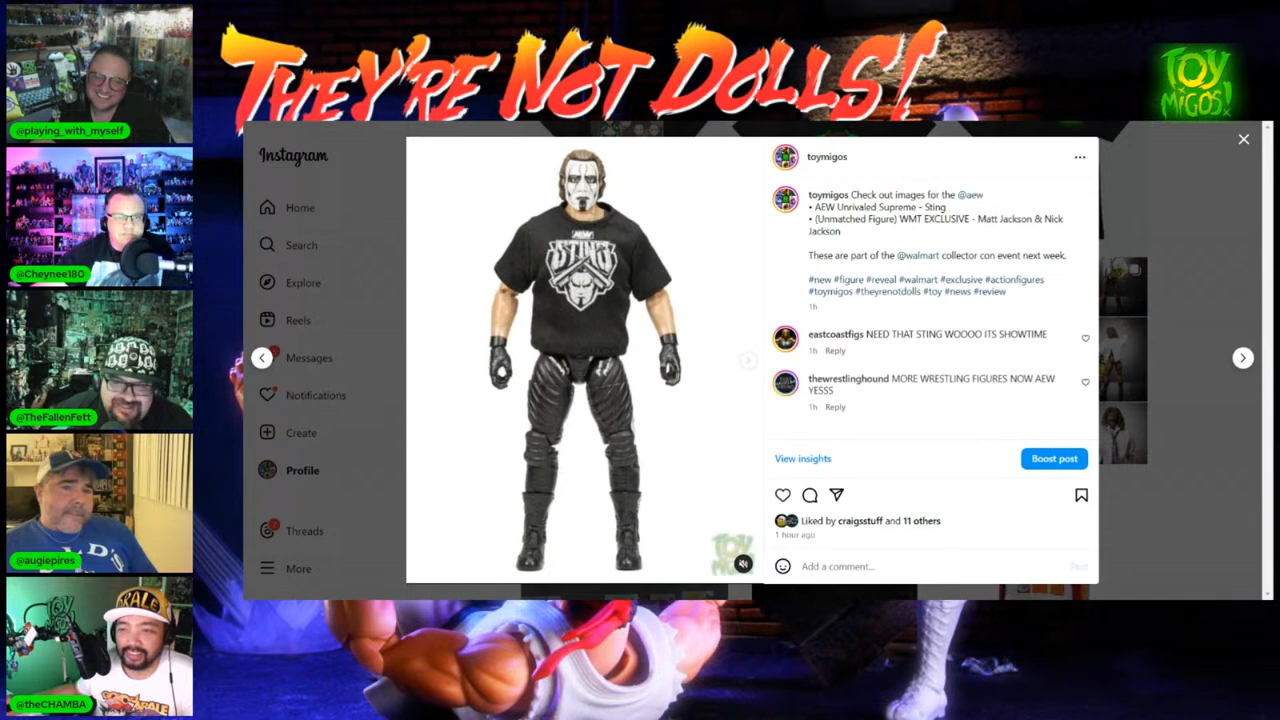 THEY'RE NOT DOLLS!
TOY
MIGOS!
@playing_with_myself
@Cheynee180
@TheFallenFett
@augiepires
@theCHAMBA
Instagram
Home
Search
Explore
Reels
Messages
Notifications
Create
Profile
Threads
More
AEW
STING
TOY
MIGOS
toymigos
toymigos Check out images for the @aew
• AEW Unrivaled Supreme - Sting
• (Unmatched Figure) WMT EXCLUSIVE - Matt Jackson & Nick
Jackson
These are part of the @walmart collector con event next week.
#new #figure #reveal #walmart #exclusive #actionfigures
#toymigos #theyrenotdolls #toy #news #review
1h
eastcoastfigs NEED THAT STING WOOOO ITS SHOWTIME
1h Reply
thewrestlinghound MORE WRESTLING FIGURES NOW AEW
YESSS
1h Reply
View insights
Boost post
Liked by craigsstuff and 11 others
1 hour ago
Add a comment...
Post